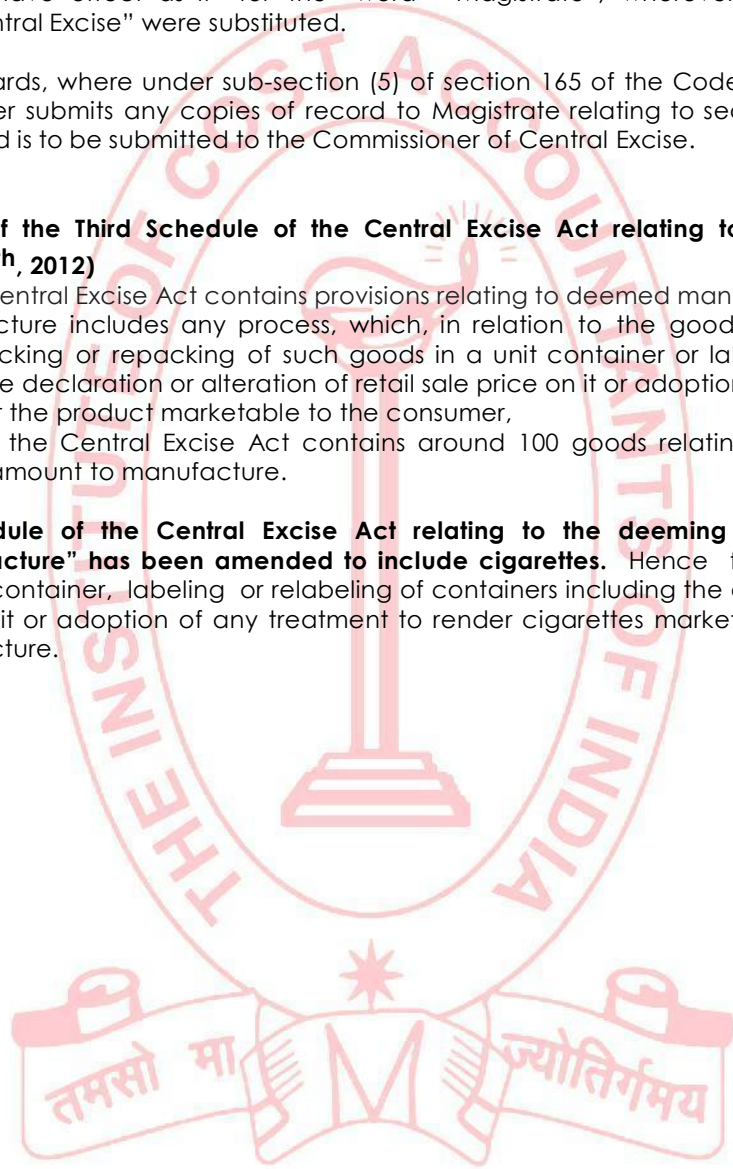 ntral Excise" were substituted.
ards, where under sub-section (5) of section 165 of the Code
er submits any copies of record to Magistrate relating to
d is to be submitted to the Commissioner of Central Excise.
f the Third Schedule of the Central Excise Act relating to
th, 2012)
entral Excise Act contains provisions relating to deemed man
cture includes any process, which, in relation to the good
cking or repacking of such goods in a unit container or la
e declaration or alteration of retail sale price on it or adoption
r the product marketable to the consumer,
the Central Excise Act contains around 100 goods relatin
amount to manufacture.
dule of the Central Excise Act relating to the deeming
acture" has been amended to include cigarettes. Hence
container, labeling or relabeling of containers including the
it or adoption of any treatment to render cigarettes market
cture.
THE INSTITUTE OF COST ACCOUNTANTS OF INDIA
तमसो मा ज्योतिर्गमय